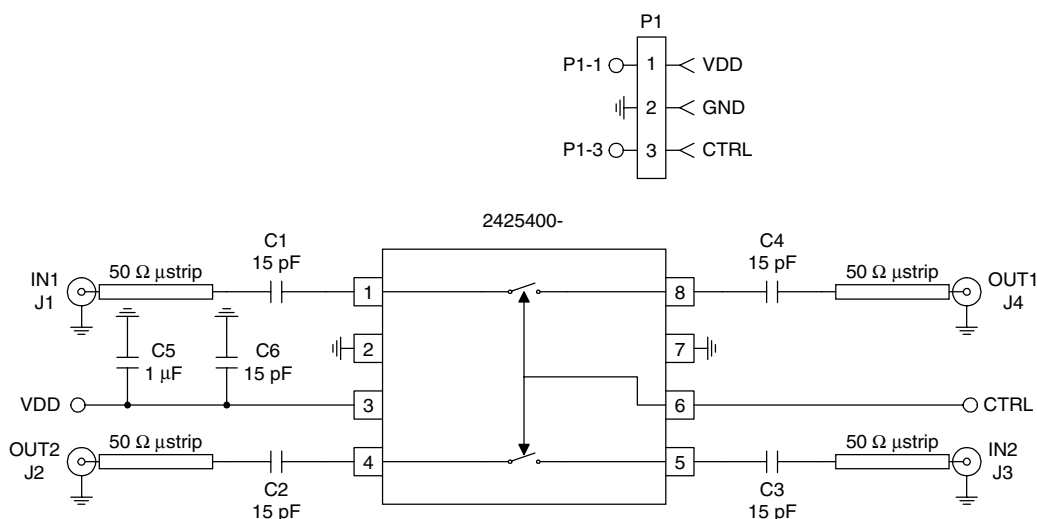 P1
P1-1 1 VDD
2 GND
P1-3 3 CTRL
2425400-
C1
15 pF
C4
15 pF
IN1
J1
50 Ω µstrip
1
8
50 Ω µstrip
OUT1
J4
C5
1 µF
C6
15 pF
2
7
VDD
3
6
CTRL
OUT2
J2
50 Ω µstrip
4
5
50 Ω µstrip
IN2
J3
C2
15 pF
C3
15 pF